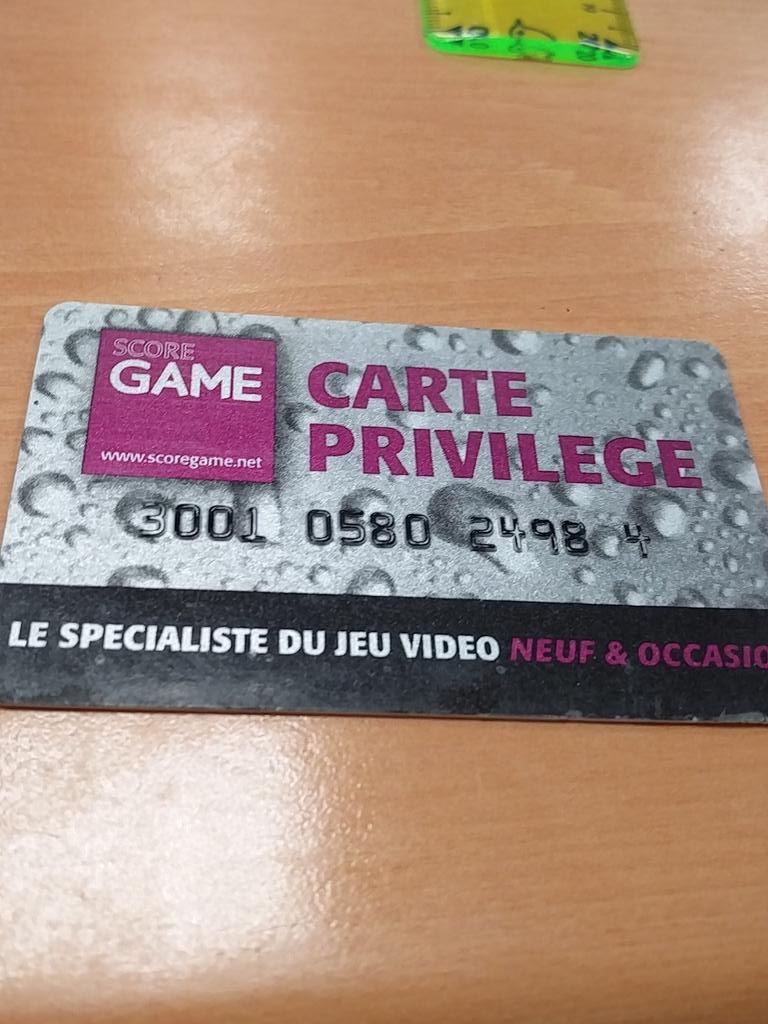 SCORE
GAME
www.scoregame.net
CARTE
PRIVILEGE
3001 0580 2498 4
LE SPECIALISTE DU JEU VIDEO NEUF & OCCASIO